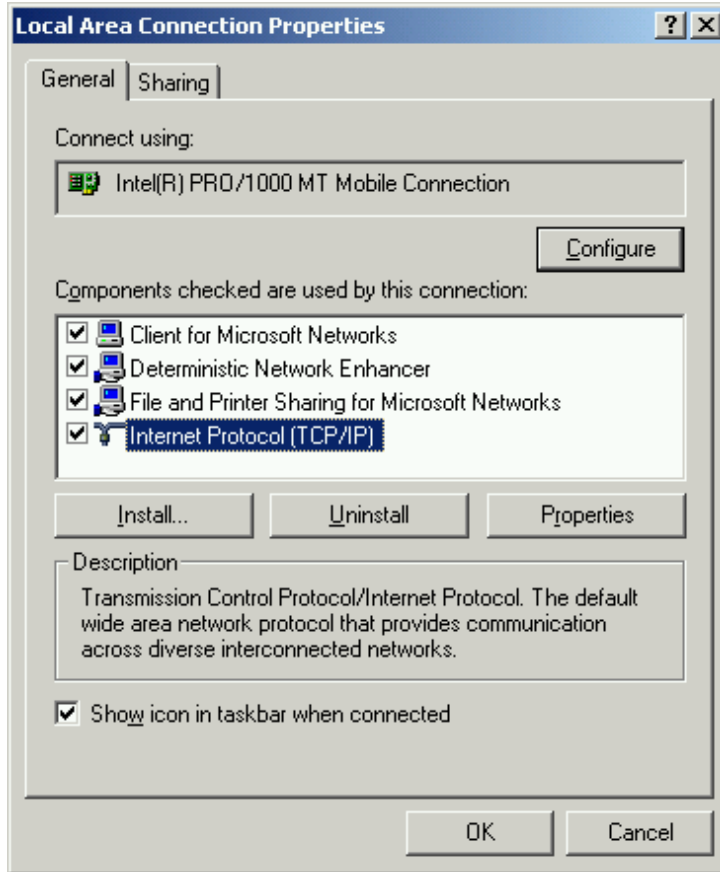 Local Area Connection Properties
General
Sharing
Connect using:
Intel(R) PRO/1000 MT Mobile Connection
Configure
Components checked are used by this connection:
Client for Microsoft Networks
Deterministic Network Enhancer
File and Printer Sharing for Microsoft Networks
Internet Protocol (TCP/IP)
Install...
Uninstall
Properties
Description
Transmission Control Protocol/Internet Protocol. The default
wide area network protocol that provides communication
across diverse interconnected networks.
Show icon in taskbar when connected
OK
Cancel